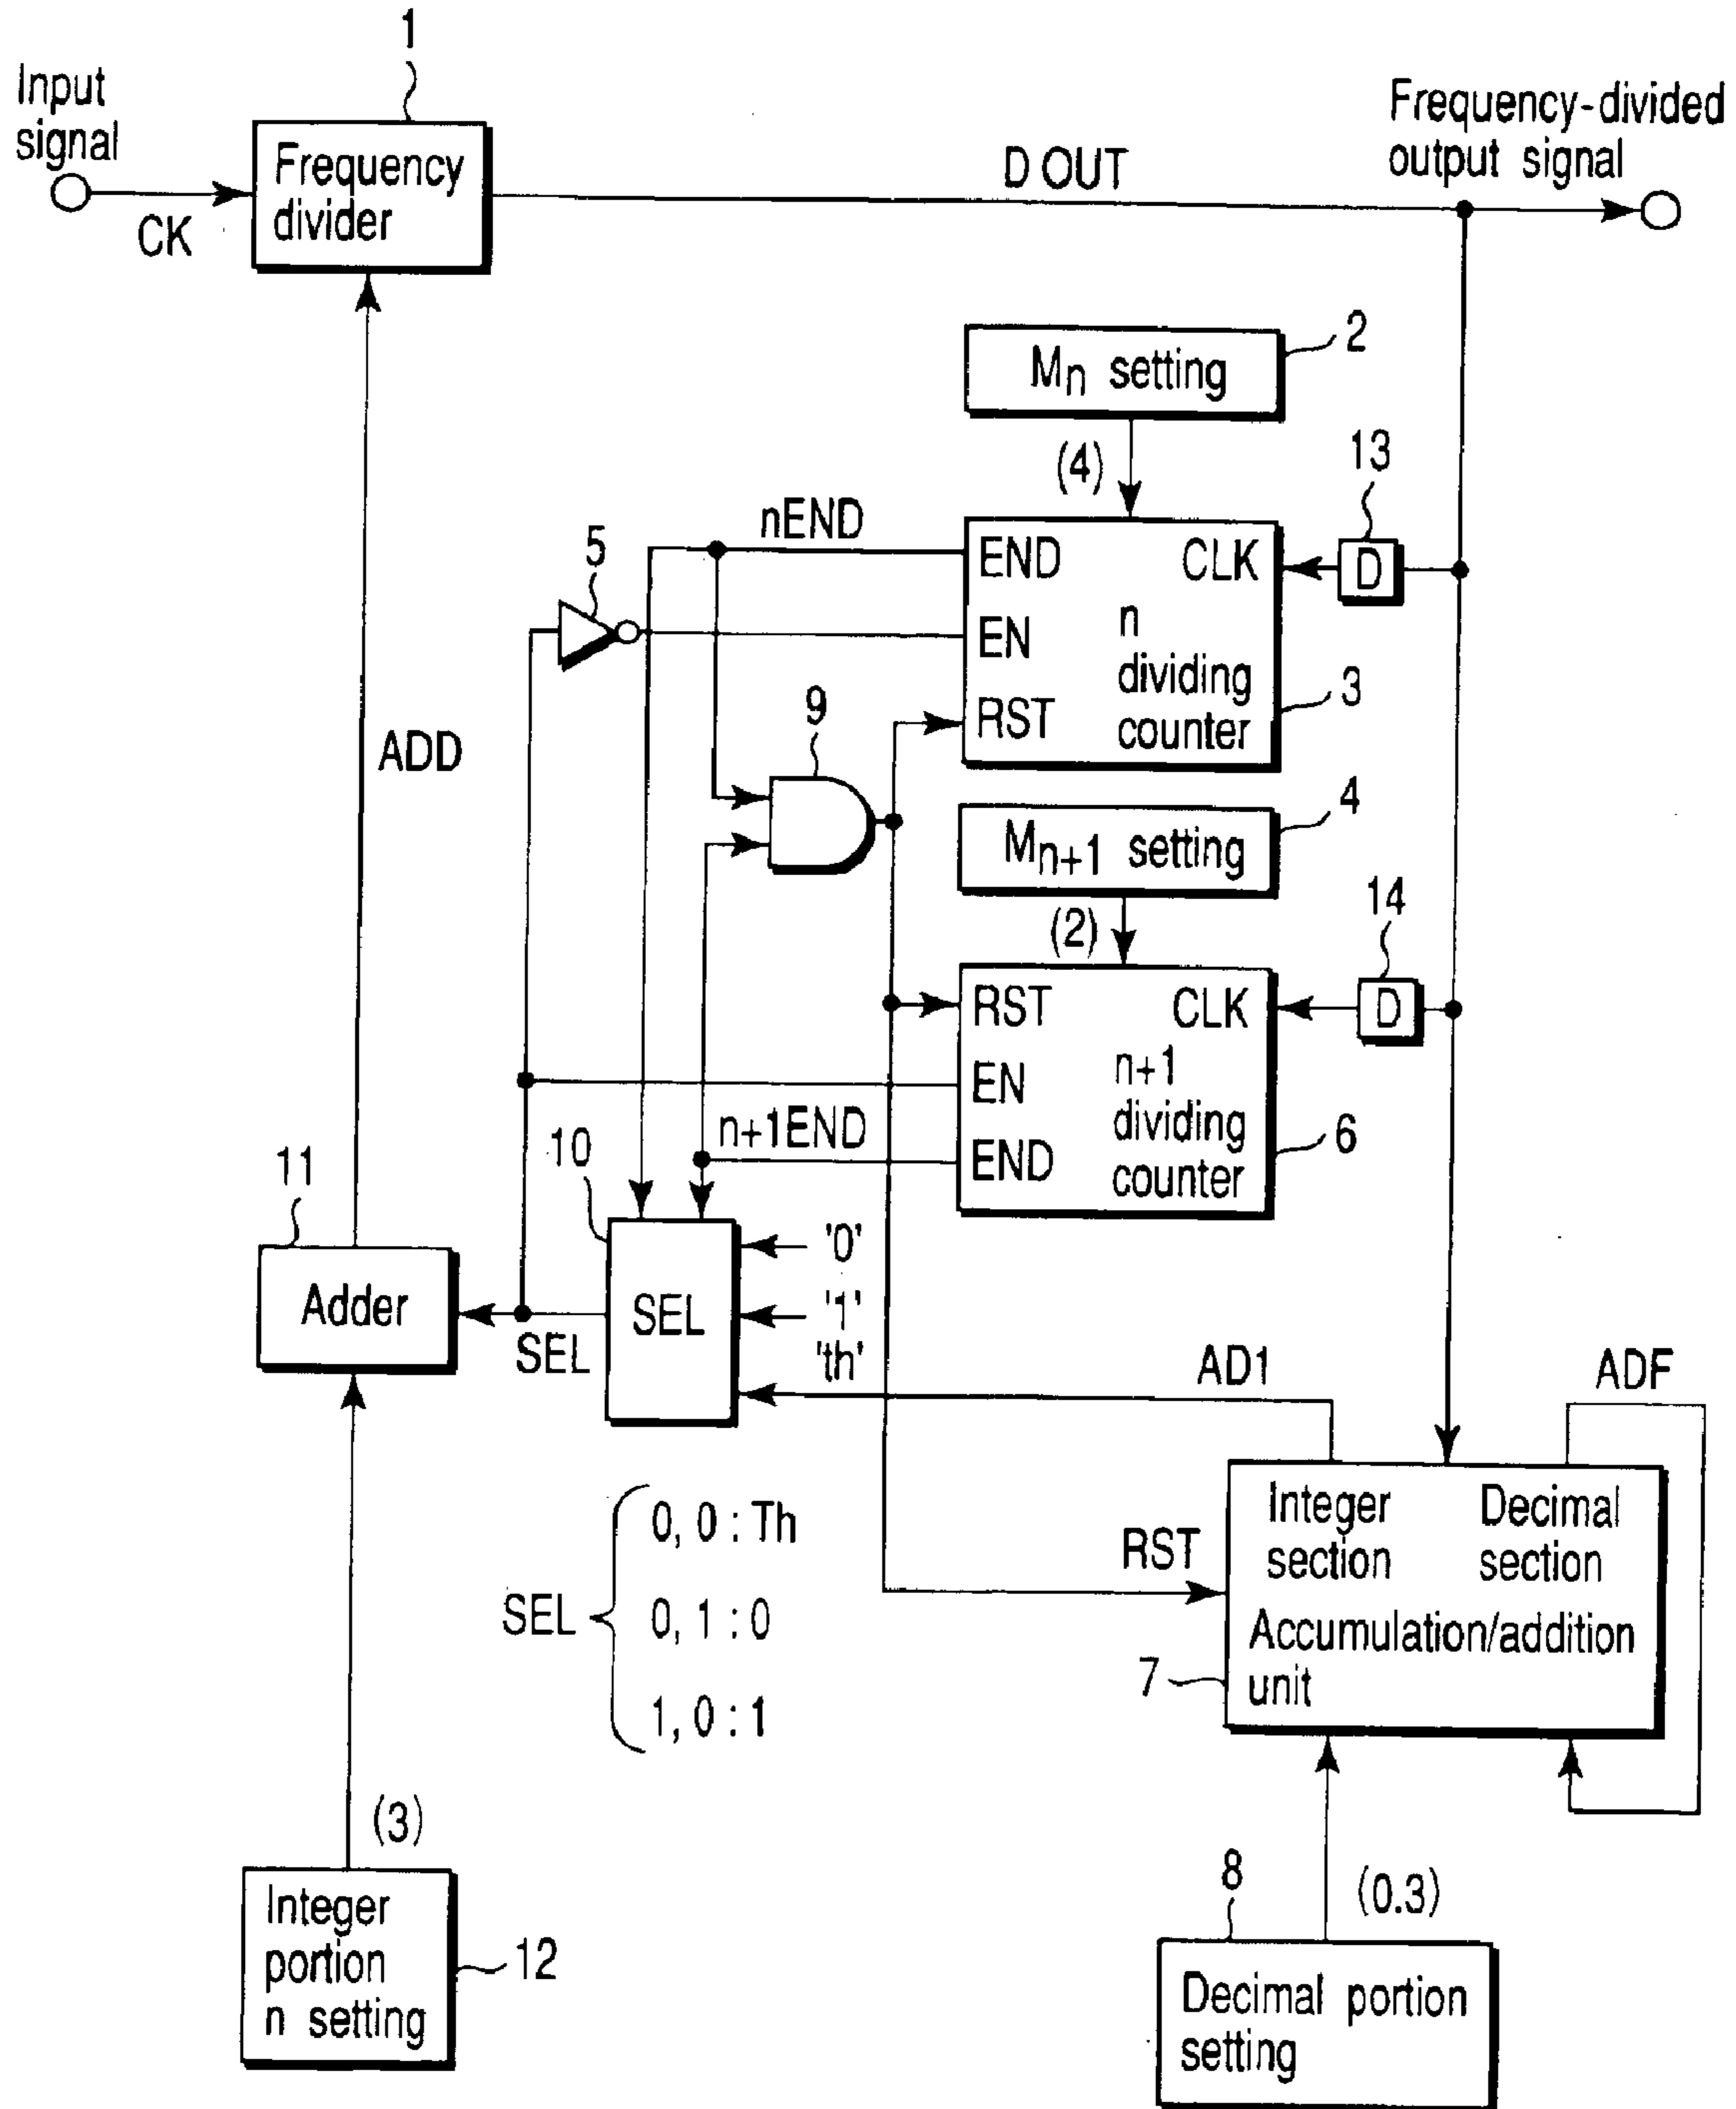 1
Input
signal
CK
Frequency
divider
D OUT
Frequency-divided
output signal
Mn setting
2
(4)
13
D
nEND
5
END
CLK
EN
n
dividing
counter
RST
3
9
ADD
Mn+1 setting
4
(2)
14
D
RST
CLK
EN
n+1
dividing
counter
END
6
n+1END
10
11
Adder
SEL
SEL
'0'
'1'
'th'
AD1
ADF
SEL
0, 0 : Th
0, 1 : 0
1, 0 : 1
RST
Integer
section
Decimal
section
Accumulation/addition
unit
7
(3)
Integer
portion
n setting
12
8
(0.3)
Decimal portion
setting